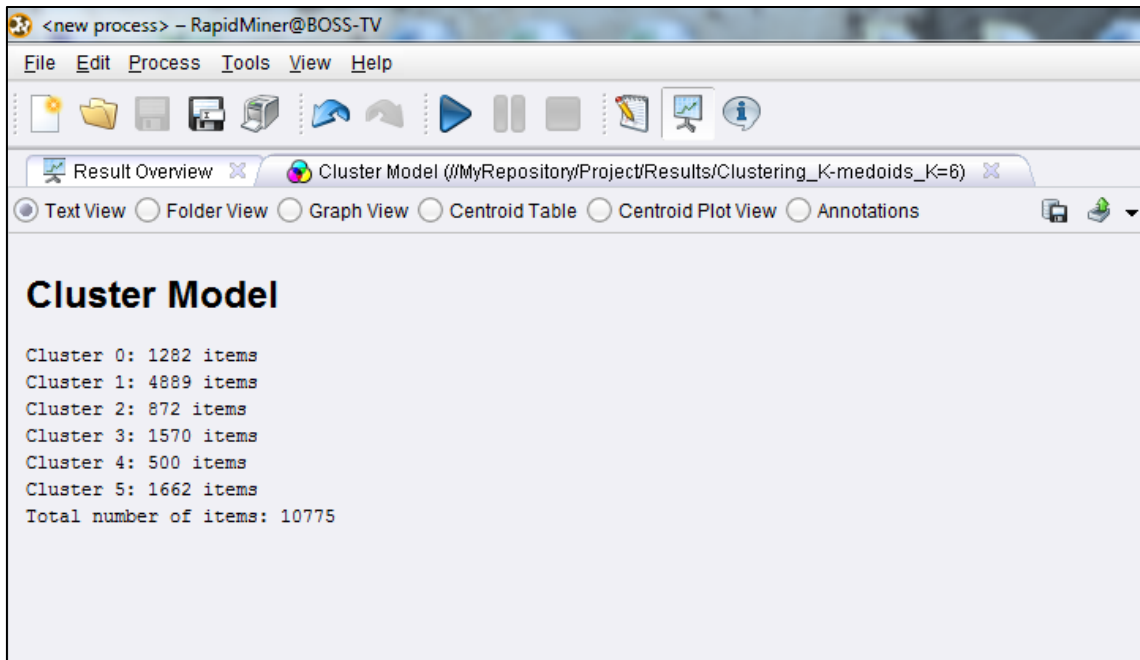 <new process> – RapidMiner@BOSS-TV
File Edit Process Tools View Help
Result Overview Cluster Model (//MyRepository/Project/Results/Clustering_K-medoids_K=6)
Text View Folder View Graph View Centroid Table Centroid Plot View Annotations
Cluster Model
Cluster 0: 1282 items
Cluster 1: 4889 items
Cluster 2: 872 items
Cluster 3: 1570 items
Cluster 4: 500 items
Cluster 5: 1662 items
Total number of items: 10775